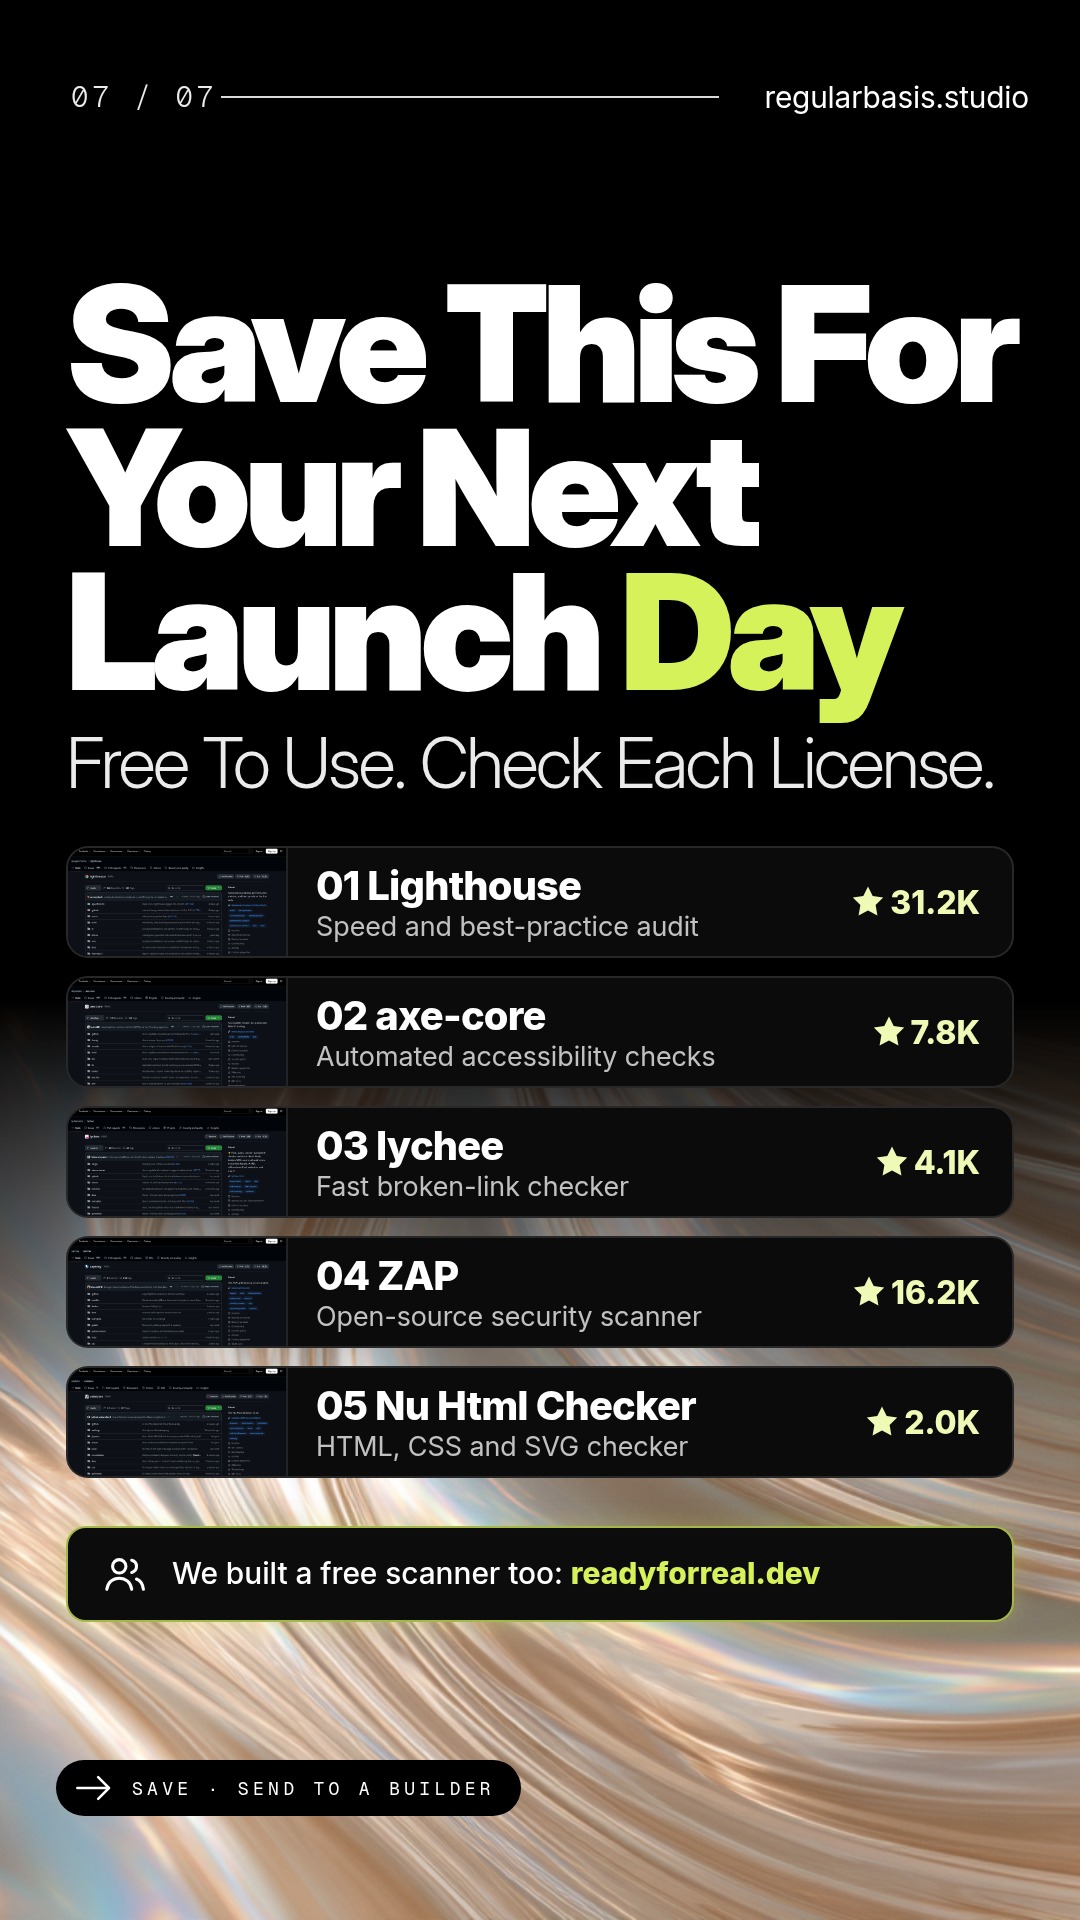 07 / 07
regularbasis.studio
Save This For
Your Next
Launch Day
Free To Use. Check Each License.
01 Lighthouse
Speed and best-practice audit
31.2K
02 axe-core
Automated accessibility checks
7.8K
03 lychee
Fast broken-link checker
4.1K
04 ZAP
Open-source security scanner
16.2K
05 Nu Html Checker
HTML, CSS and SVG checker
2.0K
We built a free scanner too: readyforreal.dev
SAVE · SEND TO A BUILDER